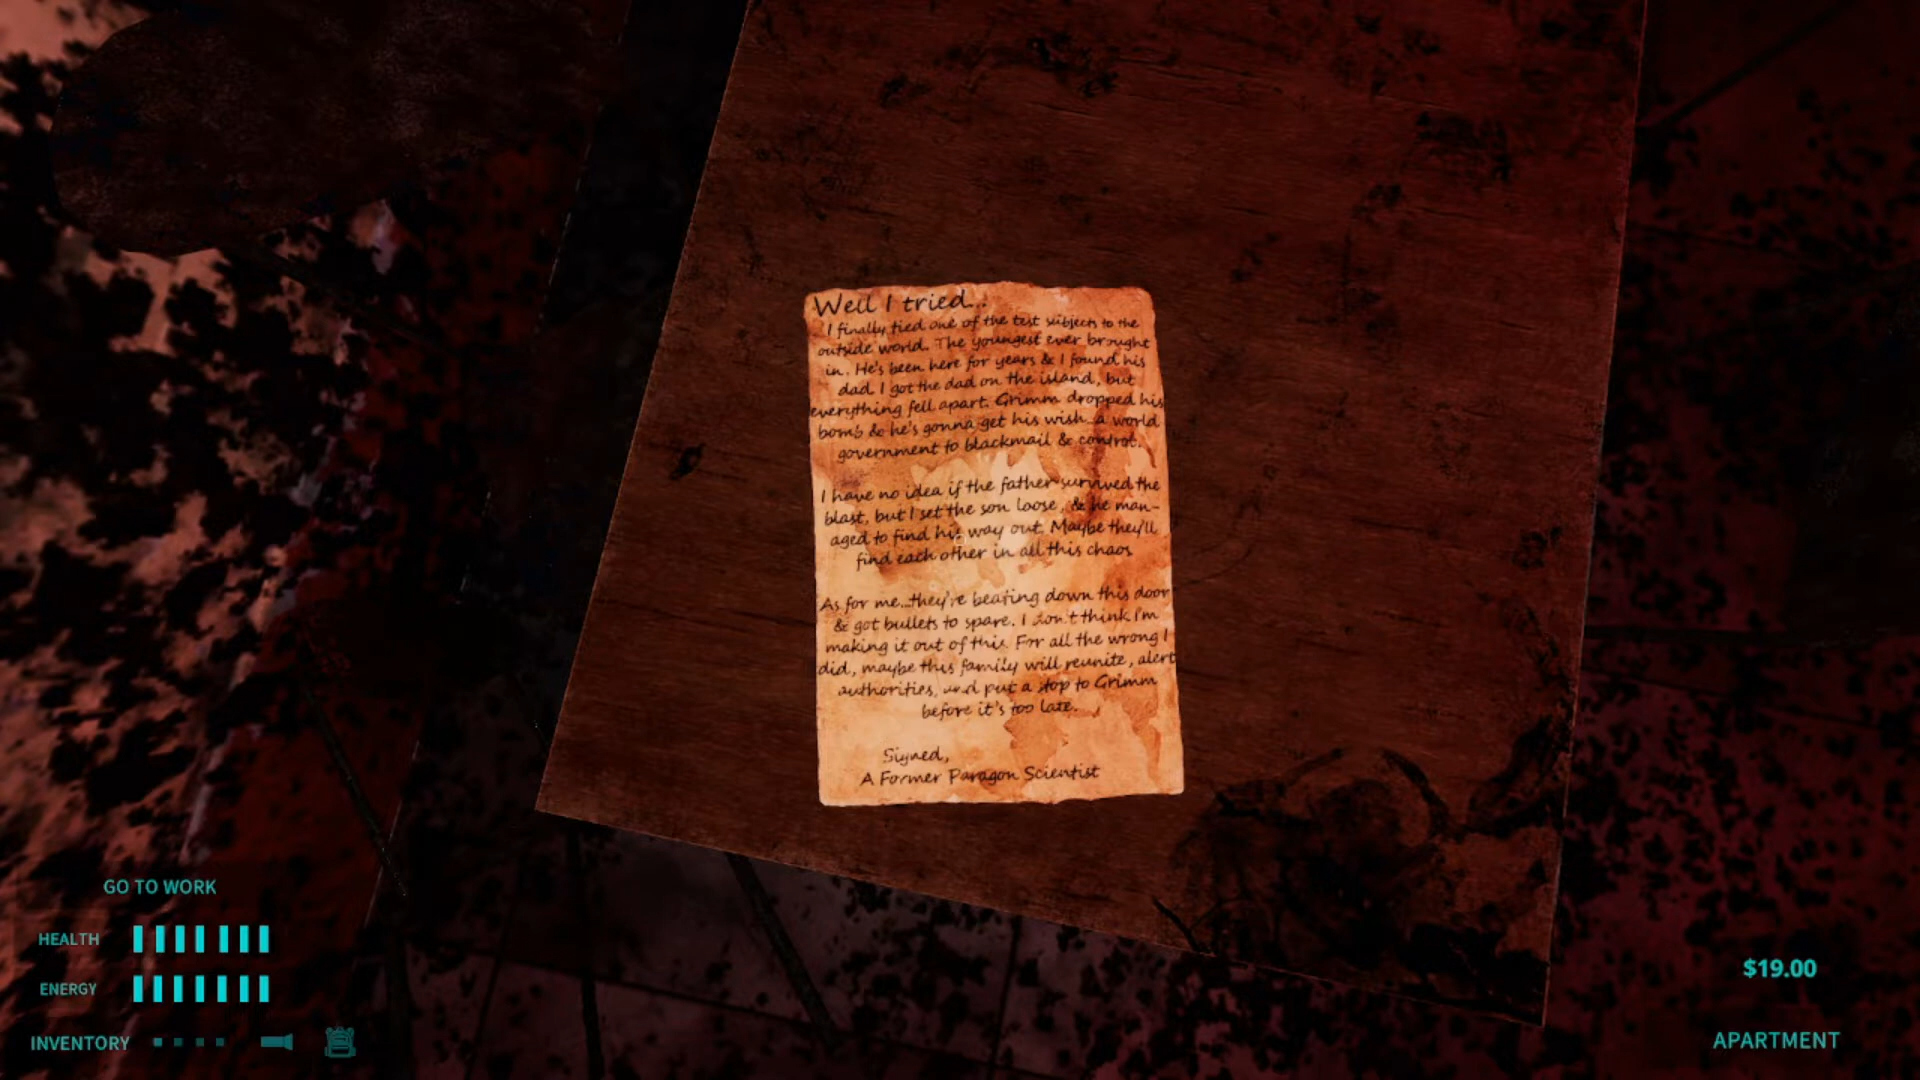 Well I tried...
I finally tied one of the test subjects to the
outside world. The youngest ever brought
in. He's been here for years & I found his
dad. I got the dad on the island, but
everything fell apart. Grimm dropped his
bomb & he's gonna get his wish...a world
government to blackmail & control.
I have no idea if the father survived the
blast, but I set the son loose, & he man-
aged to find his way out. Maybe they'll
find each other in all this chaos.
As for me...they're beating down this door
& got bullets to spare. I don't think I'm
making it out of this. For all the wrong I
did, maybe this family will reunite, alert
authorities, and put a stop to Grimm
before it's too late.
Signed,
A Former Paragon Scientist
GO TO WORK
HEALTH
ENERGY
INVENTORY
$19.00
APARTMENT